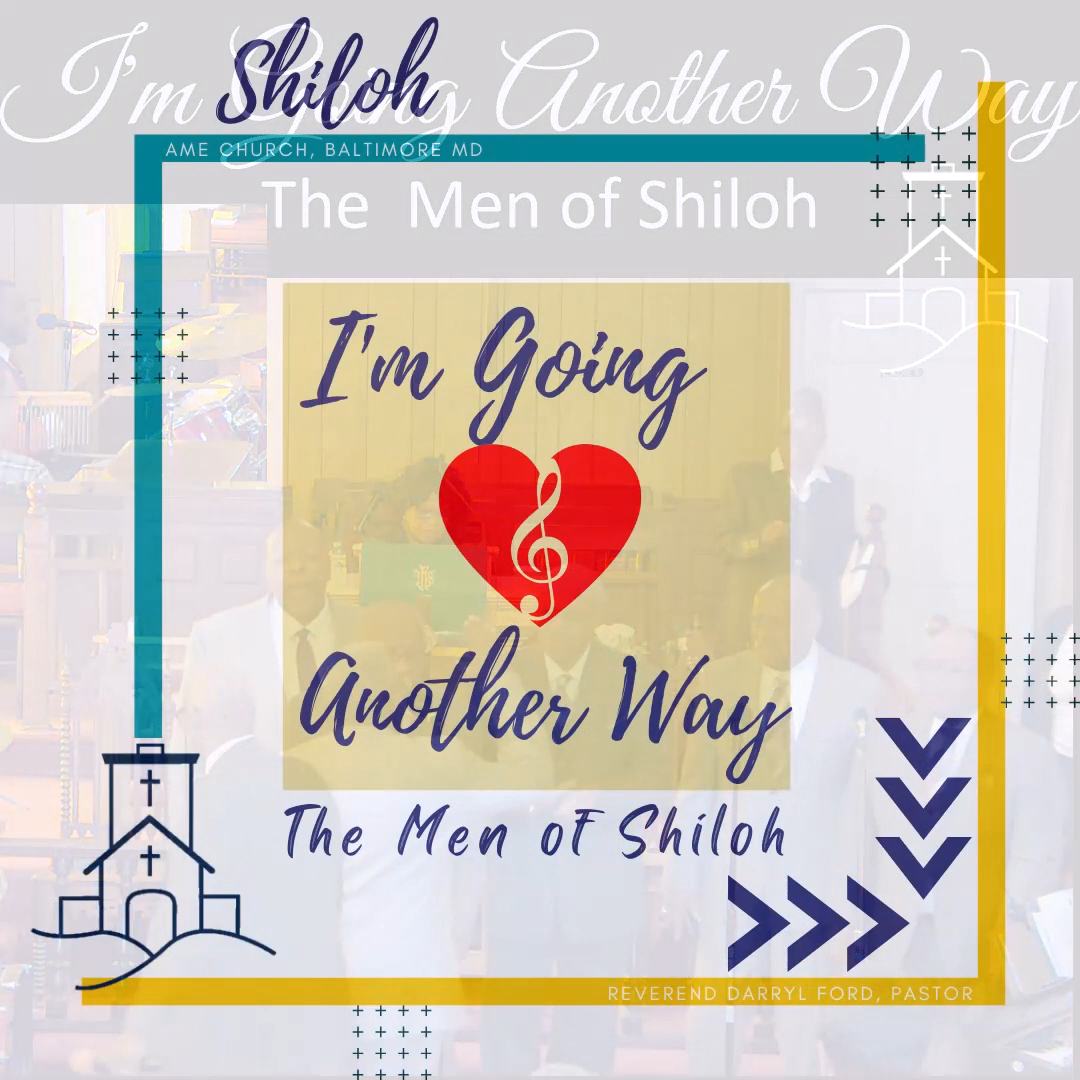 I'm Going Another Way
Shiloh
AME CHURCH, BALTIMORE MD
The Men of Shiloh
I'm Going
Another Way
The Men of Shiloh
REVEREND DARRYL FORD, PASTOR